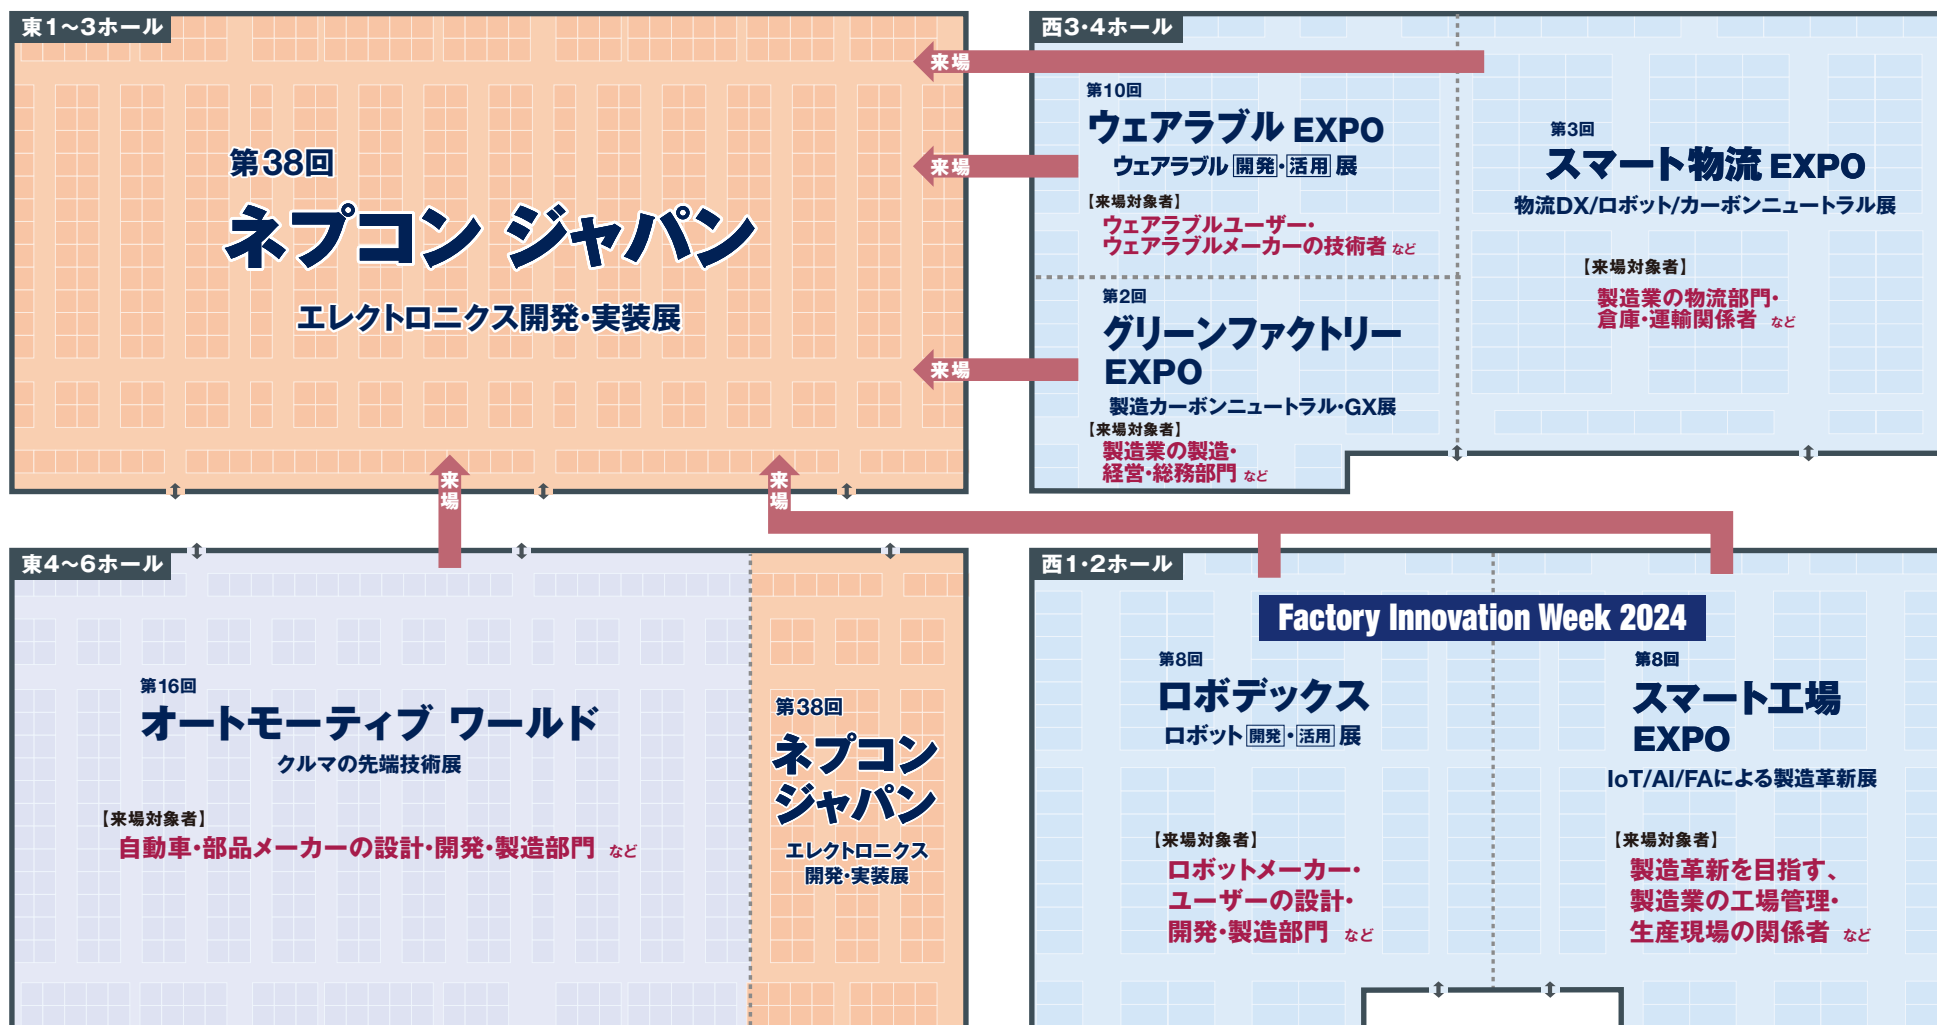 東1〜3ホール
第38回
ネプコン ジャパン
エレクトロニクス開発・実装展
来場
来場
来場
来場
来場
西3・4ホール
第10回
ウェアラブル EXPO
ウェアラブル 開発・活用 展
【来場対象者】
ウェアラブルユーザー・
ウェアラブルメーカーの技術者 など
第2回
グリーンファクトリー
EXPO
製造カーボンニュートラル・GX展
【来場対象者】
製造業の製造・
経営・総務部門 など
第3回
スマート物流 EXPO
物流DX/ロボット/カーボンニュートラル展
【来場対象者】
製造業の物流部門・
倉庫・運輸関係者 など
東4〜6ホール
第16回
オートモーティブ ワールド
クルマの先端技術展
【来場対象者】
自動車・部品メーカーの設計・開発・製造部門 など
第38回
ネプコン
ジャパン
エレクトロニクス
開発・実装展
西1・2ホール
Factory Innovation Week 2024
第8回
ロボデックス
ロボット 開発・活用 展
【来場対象者】
ロボットメーカー・
ユーザーの設計・
開発・製造部門 など
第8回
スマート工場
EXPO
IoT/AI/FAによる製造革新展
【来場対象者】
製造革新を目指す、
製造業の工場管理・
生産現場の関係者 など